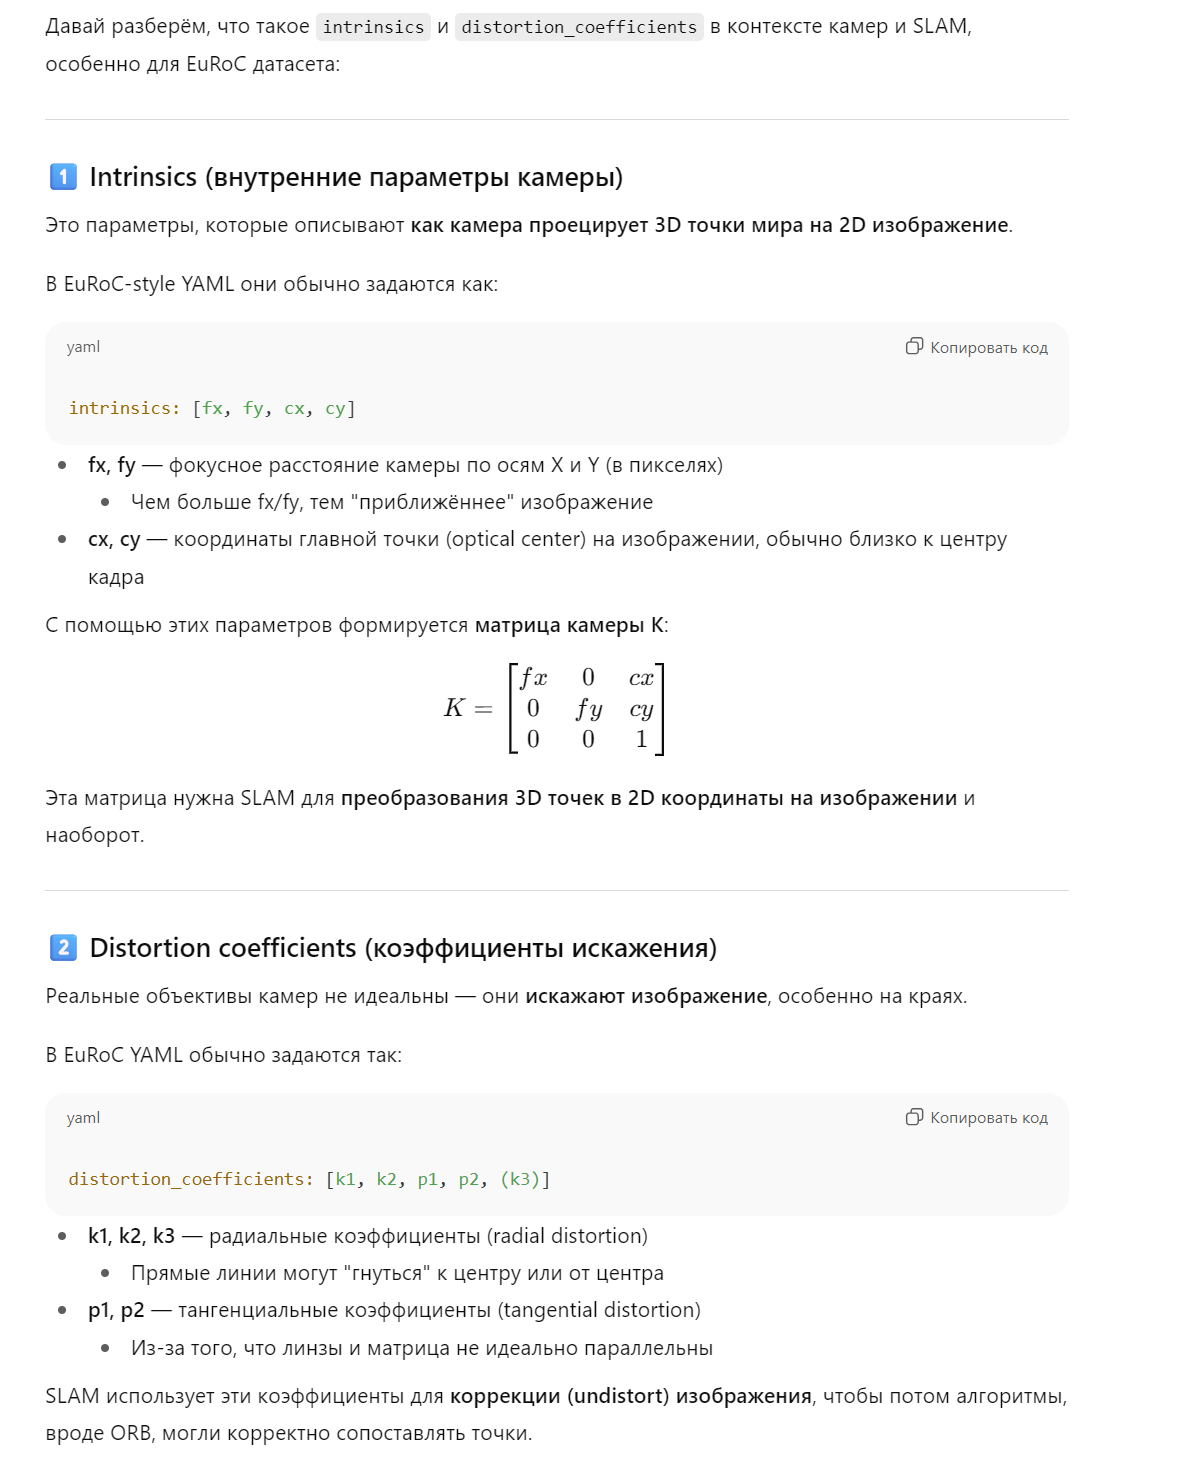 Давай разберём, что такое intrinsics и distortion_coefficients в контексте камер и SLAM,
особенно для EuRoC датасета:
1 Intrinsics (внутренние параметры камеры)
Это параметры, которые описывают как камера проецирует 3D точки мира на 2D изображение.
В EuRoC-style YAML они обычно задаются как:
yaml
Копировать код
intrinsics: [fx, fy, cx, cy]
• fx, fy — фокусное расстояние камеры по осям X и Y (в пикселях)
• Чем больше fx/fy, тем "приближённее" изображение
• cx, cy — координаты главной точки (optical center) на изображении, обычно близко к центру
кадра
С помощью этих параметров формируется матрица камеры K:
K = [fx 0 cx
0 fy cy
0 0 1]
Эта матрица нужна SLAM для преобразования 3D точек в 2D координаты на изображении и
наоборот.
2 Distortion coefficients (коэффициенты искажения)
Реальные объективы камер не идеальны — они искажают изображение, особенно на краях.
В EuRoC YAML обычно задаются так:
yaml
Копировать код
distortion_coefficients: [k1, k2, p1, p2, (k3)]
• k1, k2, k3 — радиальные коэффициенты (radial distortion)
• Прямые линии могут "гнуться" к центру или от центра
• p1, p2 — тангенциальные коэффициенты (tangential distortion)
• Из-за того, что линзы и матрица не идеально параллельны
SLAM использует эти коэффициенты для коррекции (undistort) изображения, чтобы потом алгоритмы,
вроде ORB, могли корректно сопоставлять точки.